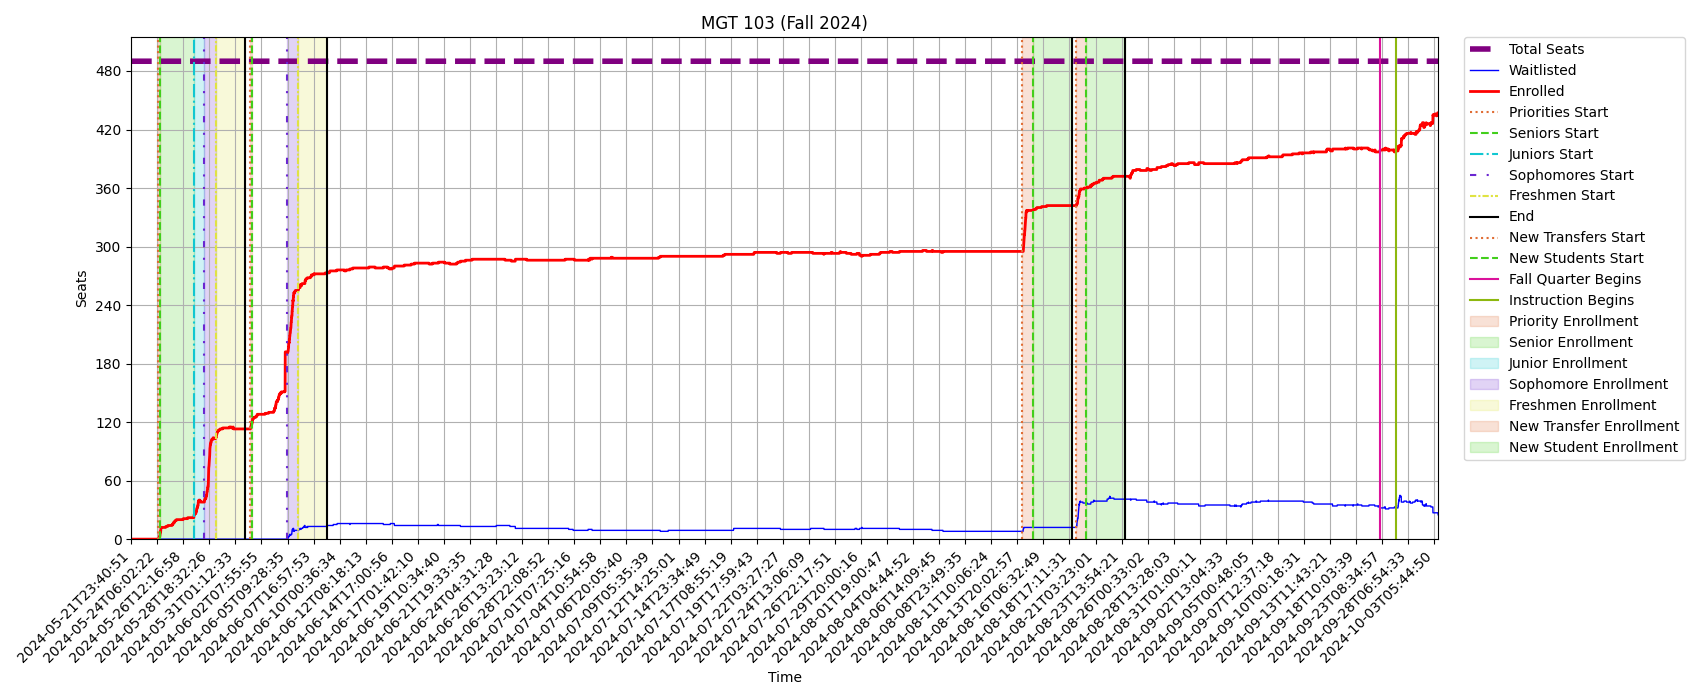 MGT 103 (Fall 2024)
Seats
480
420
360
300
240
180
120
60
0
2024-05-21T23:40:51
2024-05-24T06:02:22
2024-05-26T12:16:58
2024-05-28T18:32:26
2024-05-31T01:12:33
2024-06-02T07:55:55
2024-06-05T09:28:35
2024-06-07T16:57:53
2024-06-10T00:36:34
2024-06-12T08:18:13
2024-06-14T17:00:56
2024-06-17T01:42:10
2024-06-19T10:34:40
2024-06-21T19:33:35
2024-06-24T04:31:28
2024-06-26T13:23:12
2024-06-28T22:08:52
2024-07-01T07:25:16
2024-07-04T10:54:58
2024-07-06T20:05:40
2024-07-09T05:35:39
2024-07-12T14:25:01
2024-07-14T23:34:49
2024-07-17T08:55:19
2024-07-19T17:59:43
2024-07-22T03:27:27
2024-07-24T13:06:09
2024-07-26T22:17:51
2024-07-29T20:00:16
2024-08-01T19:00:47
2024-08-04T04:44:52
2024-08-06T14:09:45
2024-08-08T23:49:35
2024-08-11T10:06:24
2024-08-13T20:02:57
2024-08-16T06:32:49
2024-08-18T17:11:31
2024-08-21T03:23:01
2024-08-23T13:54:21
2024-08-26T00:33:02
2024-08-28T13:28:03
2024-08-31T01:00:11
2024-09-02T13:04:33
2024-09-05T00:48:05
2024-09-07T12:37:18
2024-09-10T00:18:31
2024-09-13T11:43:21
2024-09-18T10:03:39
2024-09-23T08:34:57
2024-09-28T06:54:33
2024-10-03T05:44:50
Time
Total Seats
Waitlisted
Enrolled
Priorities Start
Seniors Start
Juniors Start
Sophomores Start
Freshmen Start
End
New Transfers Start
New Students Start
Fall Quarter Begins
Instruction Begins
Priority Enrollment
Senior Enrollment
Junior Enrollment
Sophomore Enrollment
Freshmen Enrollment
New Transfer Enrollment
New Student Enrollment